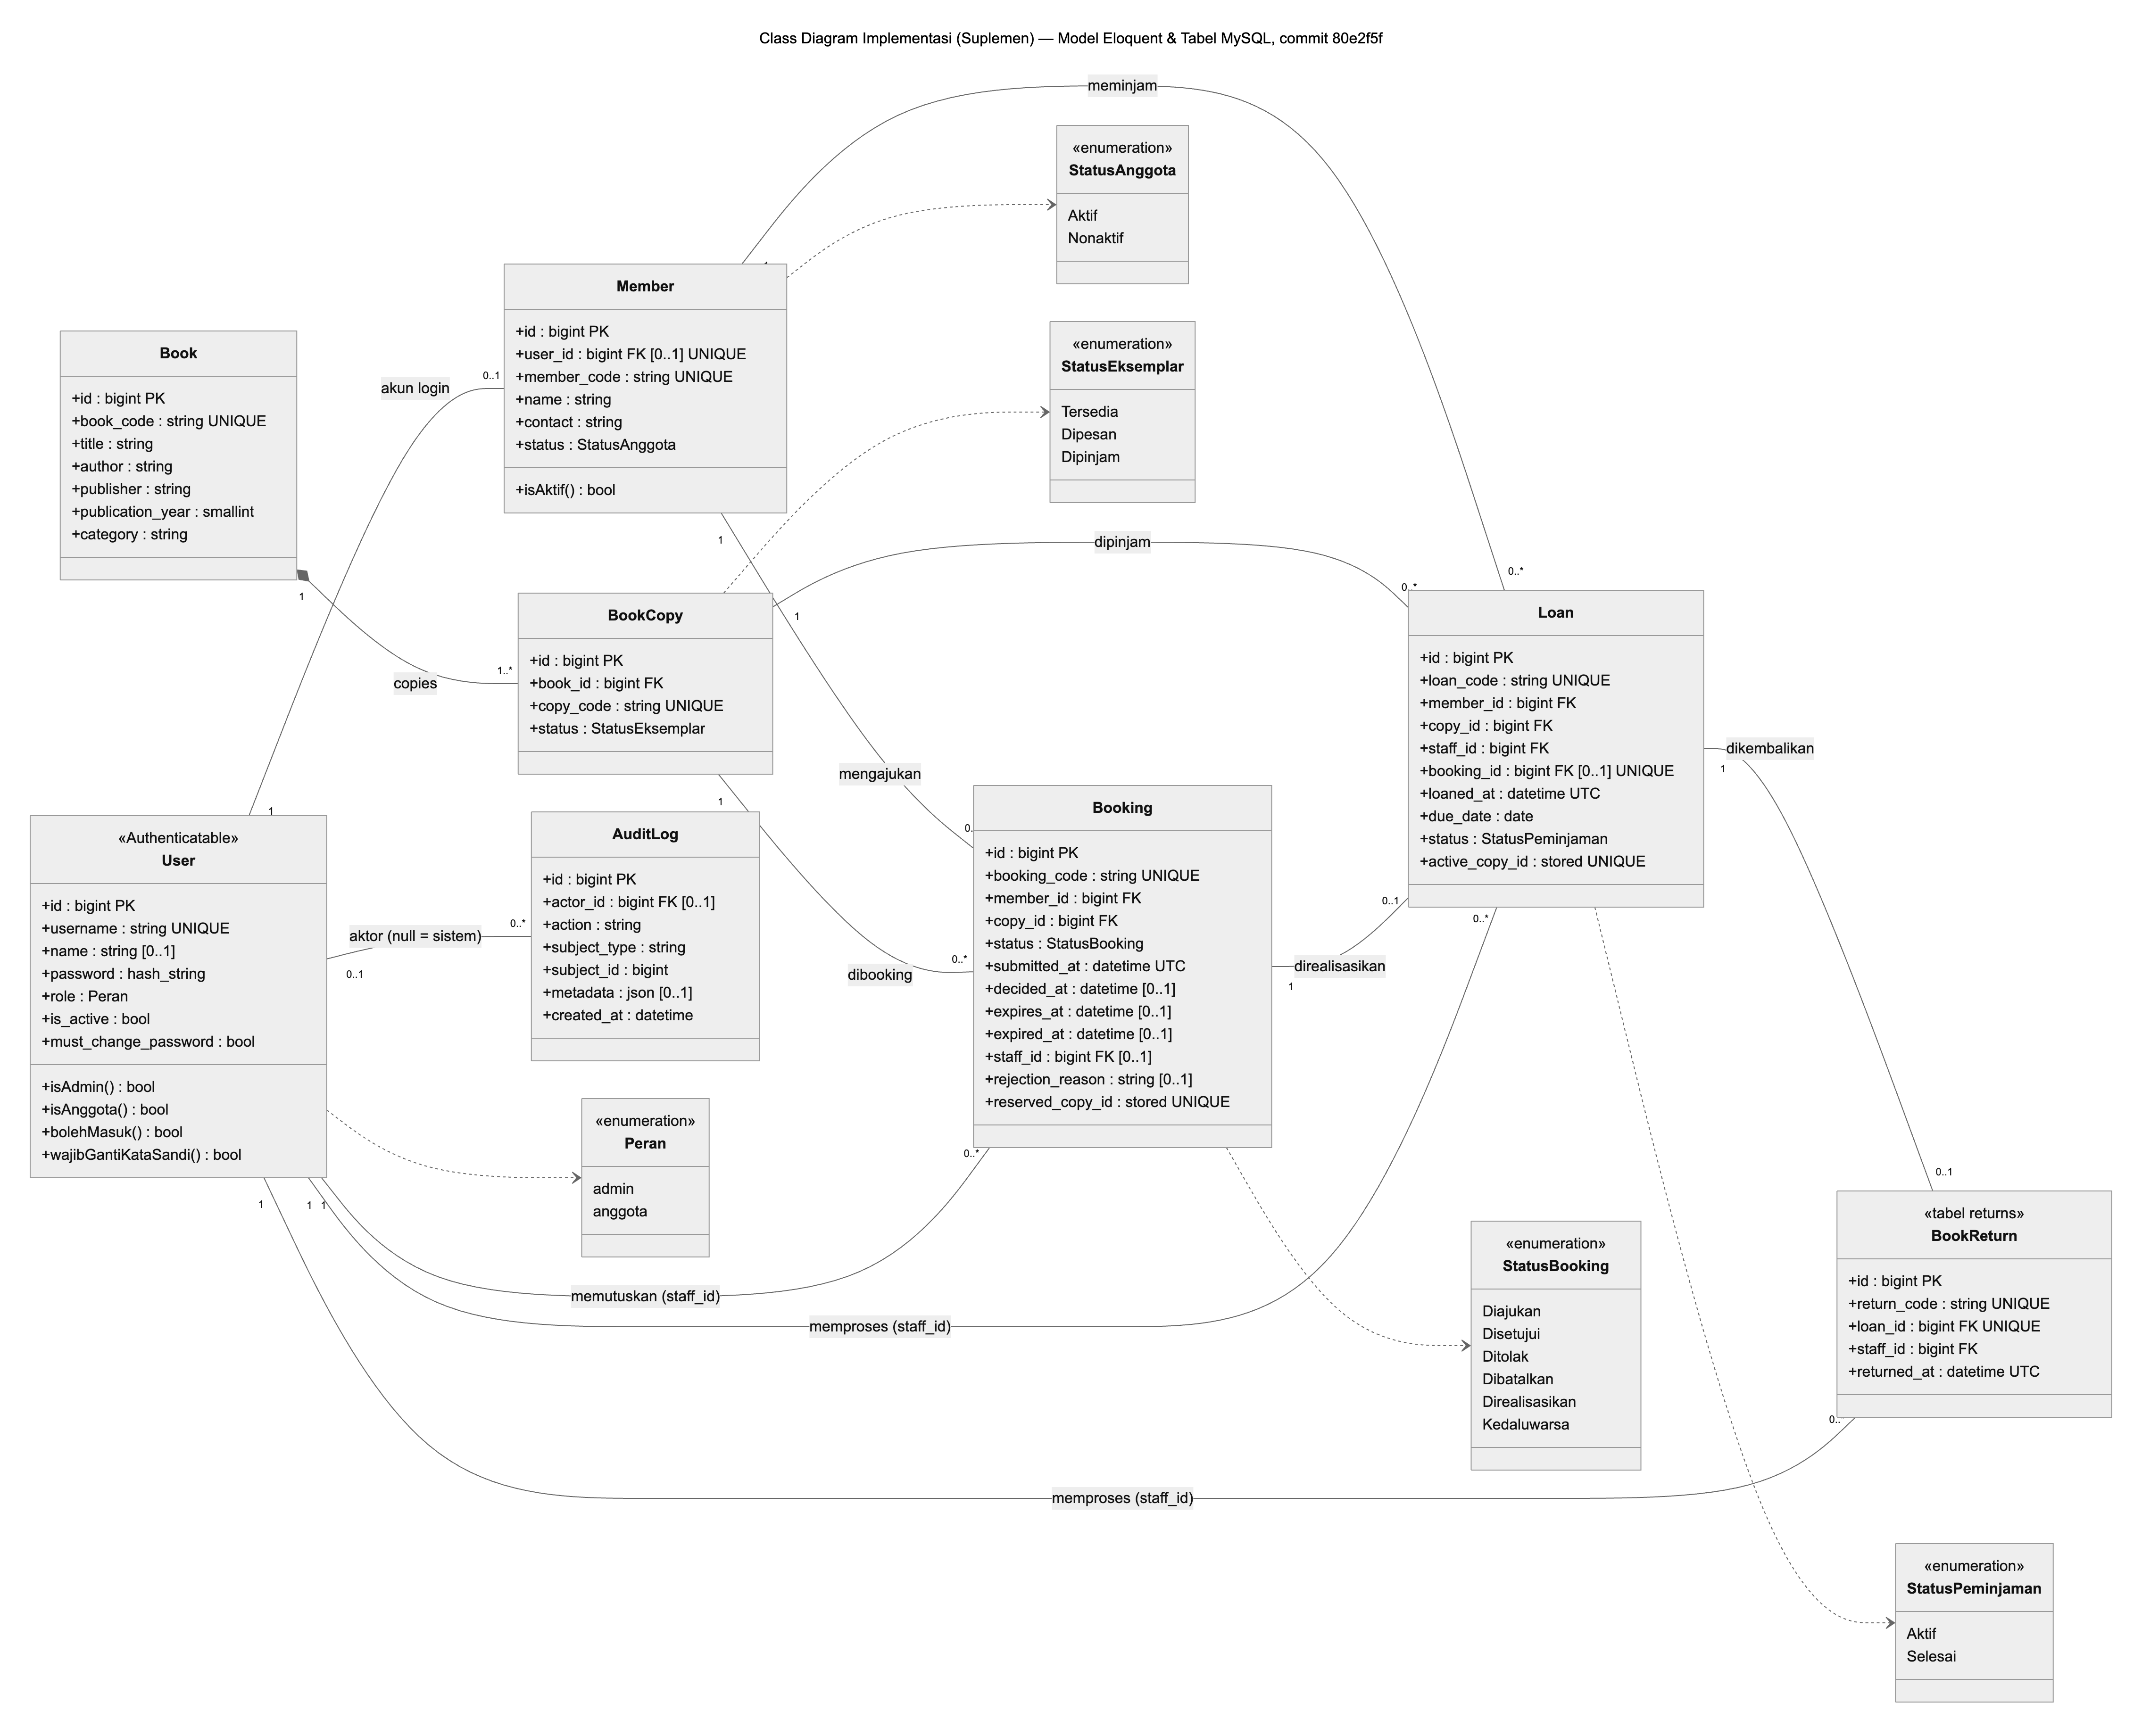 Class Diagram Implementasi (Suplemen) — Model Eloquent & Tabel MySQL, commit 80e2f5f
meminjam
«enumeration»
StatusAnggota
Aktif
Nonaktif
Member
+id : bigint PK
+user_id : bigint FK [0..1] UNIQUE
+member_code : string UNIQUE
+name : string
+contact : string
+status : StatusAnggota
+isAktif() : bool
«enumeration»
StatusEksemplar
Tersedia
Dipesan
Dipinjam
Book
+id : bigint PK
+book_code : string UNIQUE
+title : string
+author : string
+publisher : string
+publication_year : smallint
+category : string
akun login
0..1
1
1
copies
1..*
1
dipinjam
1
0..*
0..*
BookCopy
+id : bigint PK
+book_id : bigint FK
+copy_code : string UNIQUE
+status : StatusEksemplar
Loan
+id : bigint PK
+loan_code : string UNIQUE
+member_id : bigint FK
+copy_id : bigint FK
+staff_id : bigint FK
+booking_id : bigint FK [0..1] UNIQUE
+loaned_at : datetime UTC
+due_date : date
+status : StatusPeminjaman
+active_copy_id : stored UNIQUE
dikembalikan
1
mengajukan
0..
1
dibooking
0..*
«Authenticatable»
User
+id : bigint PK
+username : string UNIQUE
+name : string [0..1]
+password : hash_string
+role : Peran
+is_active : bool
+must_change_password : bool
+isAdmin() : bool
+isAnggota() : bool
+bolehMasuk() : bool
+wajibGantiKataSandi() : bool
aktor (null = sistem)
0..1
0..*
AuditLog
+id : bigint PK
+actor_id : bigint FK [0..1]
+action : string
+subject_type : string
+subject_id : bigint
+metadata : json [0..1]
+created_at : datetime
Booking
+id : bigint PK
+booking_code : string UNIQUE
+member_id : bigint FK
+copy_id : bigint FK
+status : StatusBooking
+submitted_at : datetime UTC
+decided_at : datetime [0..1]
+expires_at : datetime [0..1]
+expired_at : datetime [0..1]
+staff_id : bigint FK [0..1]
+rejection_reason : string [0..1]
+reserved_copy_id : stored UNIQUE
direalisasikan
1
0..1
0..*
«enumeration»
Peran
admin
anggota
1
1
1
0..*
memutuskan (staff_id)
memproses (staff_id)
«enumeration»
StatusBooking
Diajukan
Disetujui
Ditolak
Dibatalkan
Direalisasikan
Kedaluwarsa
0..1
«tabel returns»
BookReturn
+id : bigint PK
+return_code : string UNIQUE
+loan_id : bigint FK UNIQUE
+staff_id : bigint FK
+returned_at : datetime UTC
0..*
memproses (staff_id)
«enumeration»
StatusPeminjaman
Aktif
Selesai